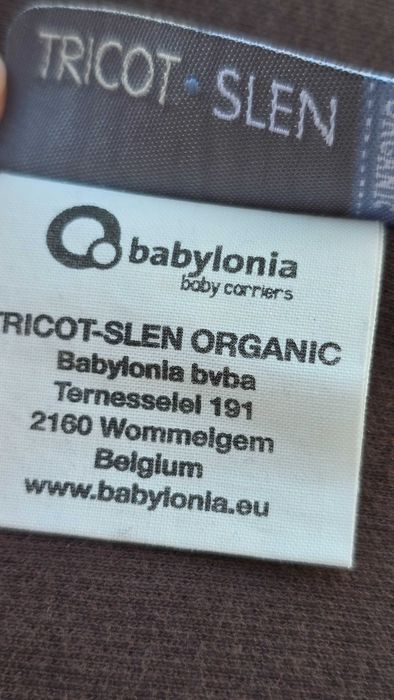 TRICOT · SLEN
babylonia
baby carriers
TRICOT-SLEN ORGANIC
Babylonia bvba
Ternesselei 191
2160 Wommelgem
Belgium
www.babylonia.eu